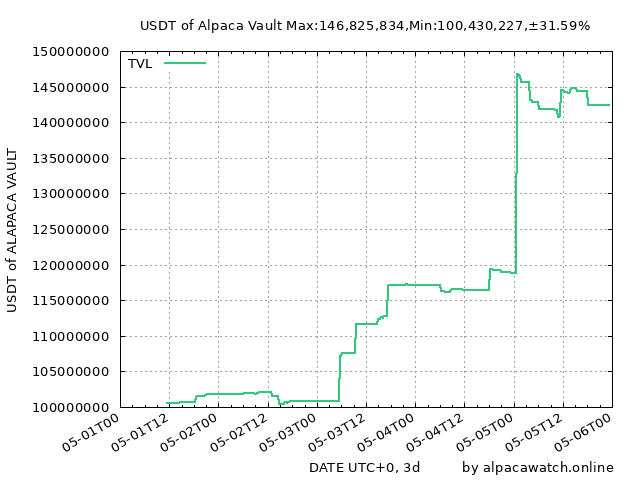 USDT of Alpaca Vault Max:146,825,834,Min:100,430,227,±31.59%
TVL
USDT of ALAPACA VAULT
150000000
145000000
140000000
135000000
130000000
125000000
120000000
115000000
110000000
105000000
100000000
05-01T00
05-01T12
05-02T00
05-02T12
05-03T00
05-03T12
05-04T00
05-04T12
05-05T00
05-05T12
05-06T00
DATE UTC+0, 3d
by alpacawatch.online